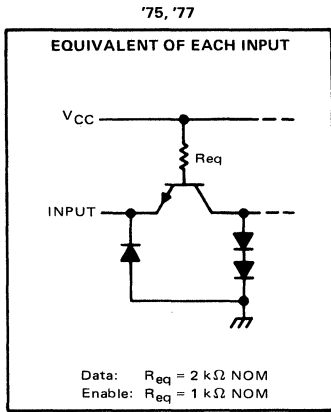 '75, '77
EQUIVALENT OF EACH INPUT
VCC
Req
INPUT
Data: Req = 2 kΩ NOM
Enable: Req = 1 kΩ NOM